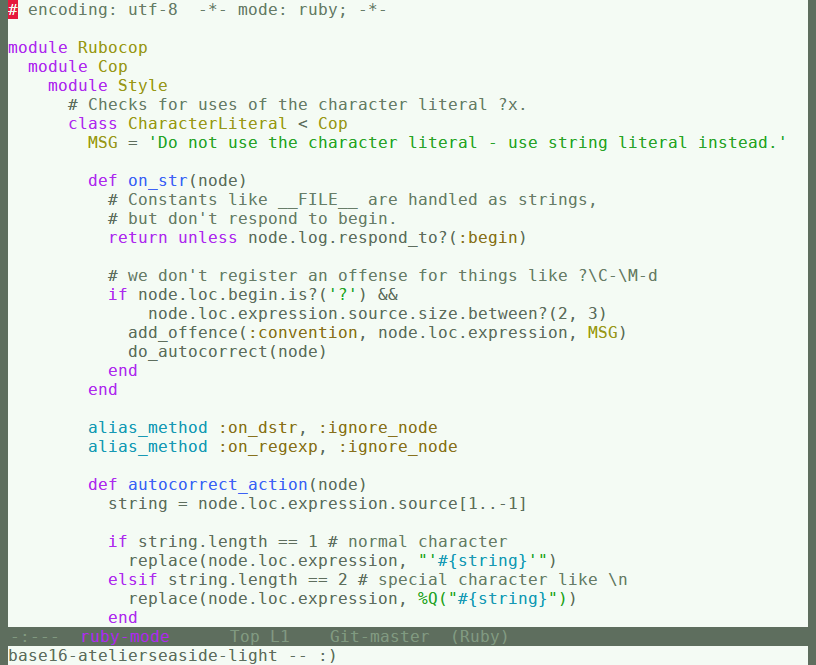 # encoding: utf-8  -*- mode: ruby; -*-

module Rubocop
  module Cop
    module Style
      # Checks for uses of the character literal ?x.
      class CharacterLiteral < Cop
        MSG = 'Do not use the character literal - use string literal instead.'

        def on_str(node)
          # Constants like __FILE__ are handled as strings,
          # but don't respond to begin.
          return unless node.log.respond_to?(:begin)

          # we don't register an offense for things like ?\C-\M-d
          if node.loc.begin.is?('?') &&
              node.loc.expression.source.size.between?(2, 3)
            add_offence(:convention, node.loc.expression, MSG)
            do_autocorrect(node)
          end
        end

        alias_method :on_dstr, :ignore_node
        alias_method :on_regexp, :ignore_node

        def autocorrect_action(node)
          string = node.loc.expression.source[1..-1]

          if string.length == 1 # normal character
            replace(node.loc.expression, "'#{string}'")
          elsif string.length == 2 # special character like \n
            replace(node.loc.expression, %Q("#{string}"))
          end
-:---  ruby-mode      Top L1    Git-master  (Ruby)
base16-atelierseaside-light -- :)